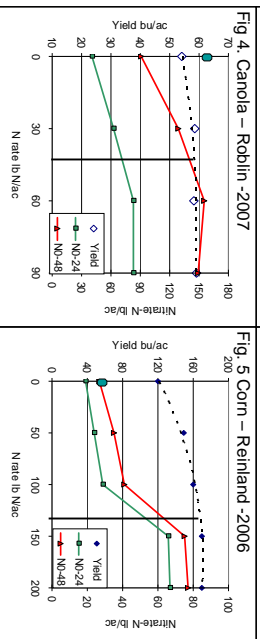 Fig 4. Canola – Roblin -2007
Yield bu/ac
10 20 30 40 50 60 70
0 30 60 90
N rate lb N/ac
0 30 60 90 120 150 180
Nitrate-N lb/ac
Yield
N0-48
N0-24
Fig. 5 Corn – Reinland -2006
Yield bu/ac
0 40 80 120 160 200
0 50 100 150 200
N rate lb N/ac
0 20 40 60 80 100
Nitrate-N lb/ac
Yield
N0-48
N0-24